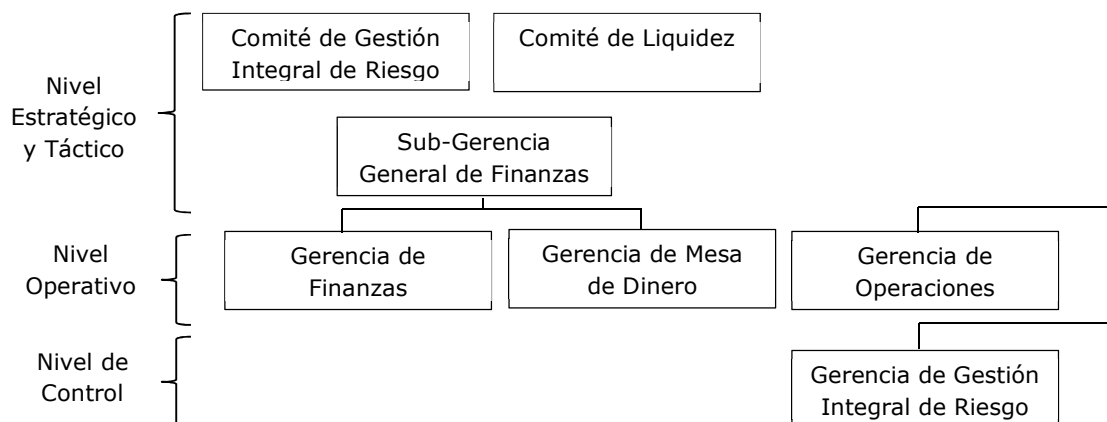 Comité de Gestión
Integral de Riesgo
Comité de Liquidez
Nivel
Estratégico
y Táctico
Sub-Gerencia
General de Finanzas
Nivel
Operativo
Gerencia de
Finanzas
Gerencia de Mesa
de Dinero
Gerencia de
Operaciones
Nivel de
Control
Gerencia de Gestión
Integral de Riesgo